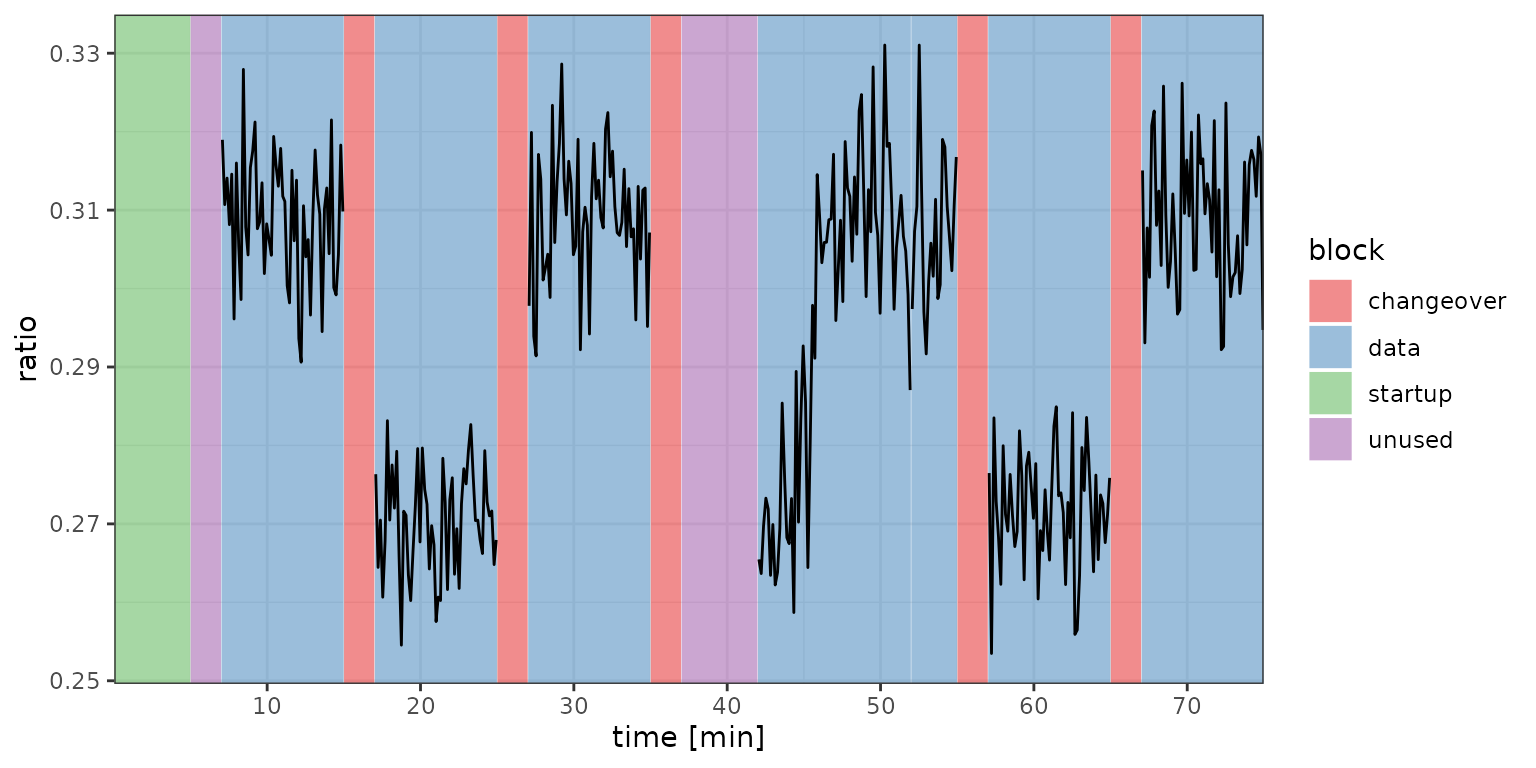 0.33
0.31
0.29
0.27
0.25
ratio
10 20 30 40 50 60 70
time [min]
block
changeover
data
startup
unused